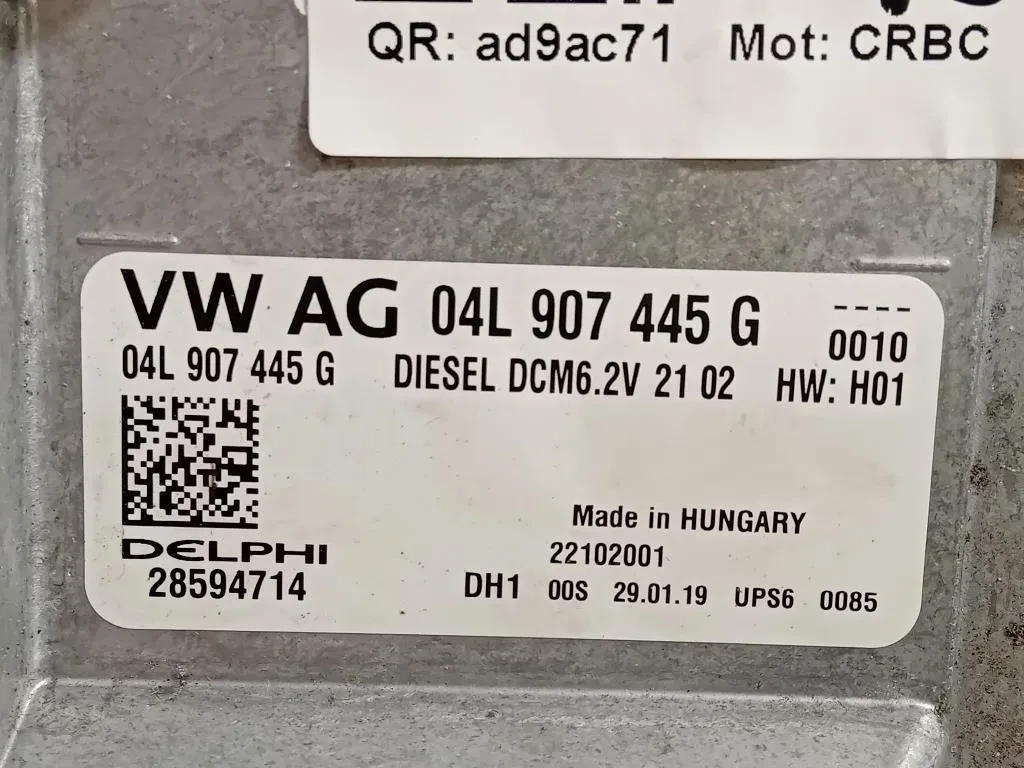 QR: ad9ac71 Mot: CRBC
VW AG 04L 907 445 G ----
0010
04L 907 445 G DIESEL DCM6.2V 21 02 HW: H01
Made in HUNGARY
DELPHI 22102001
28594714 DH1 00S 29.01.19 UPS6 0085